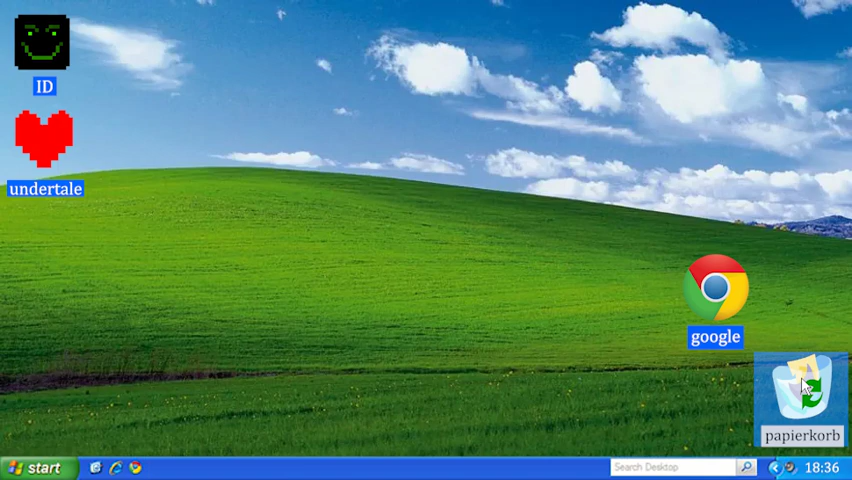 ID
undertale
google
papierkorb
start
Search Desktop
18:36